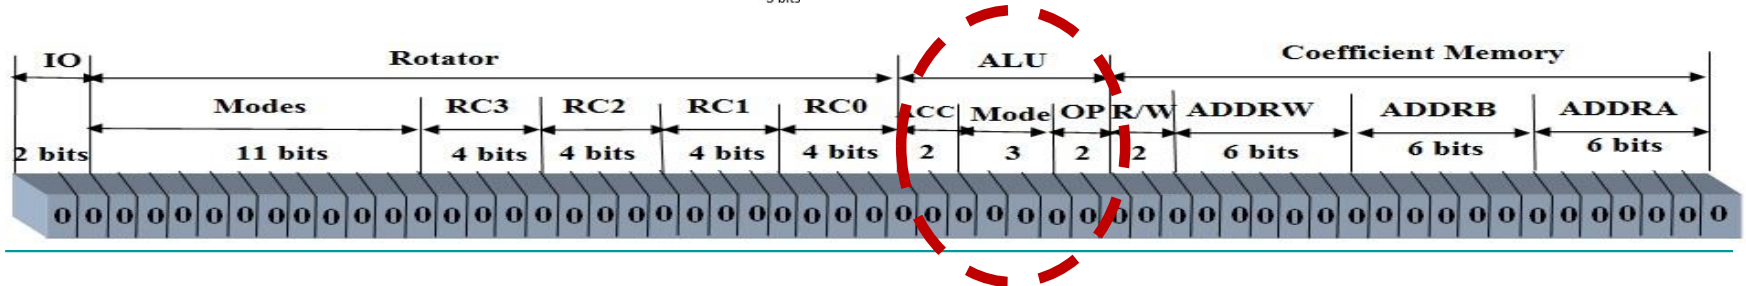 IO Rotator ALU Coefficient Memory
Modes RC3 RC2 RC1 RC0 ACC Mode OP R/W ADDRW ADDRB ADDRA
2 bits 11 bits 4 bits 4 bits 4 bits 4 bits 2 3 2 2 6 bits 6 bits 6 bits
0 0 0 0 0 0 0 0 0 0 0 0 0 0 0 0 0 0 0 0 0 0 0 0 0 0 0 0 0 0 0 0 0 0 0 0 0 0 0 0 0 0 0 0 0 0 0 0 0 0 0 0 0 0 0 0